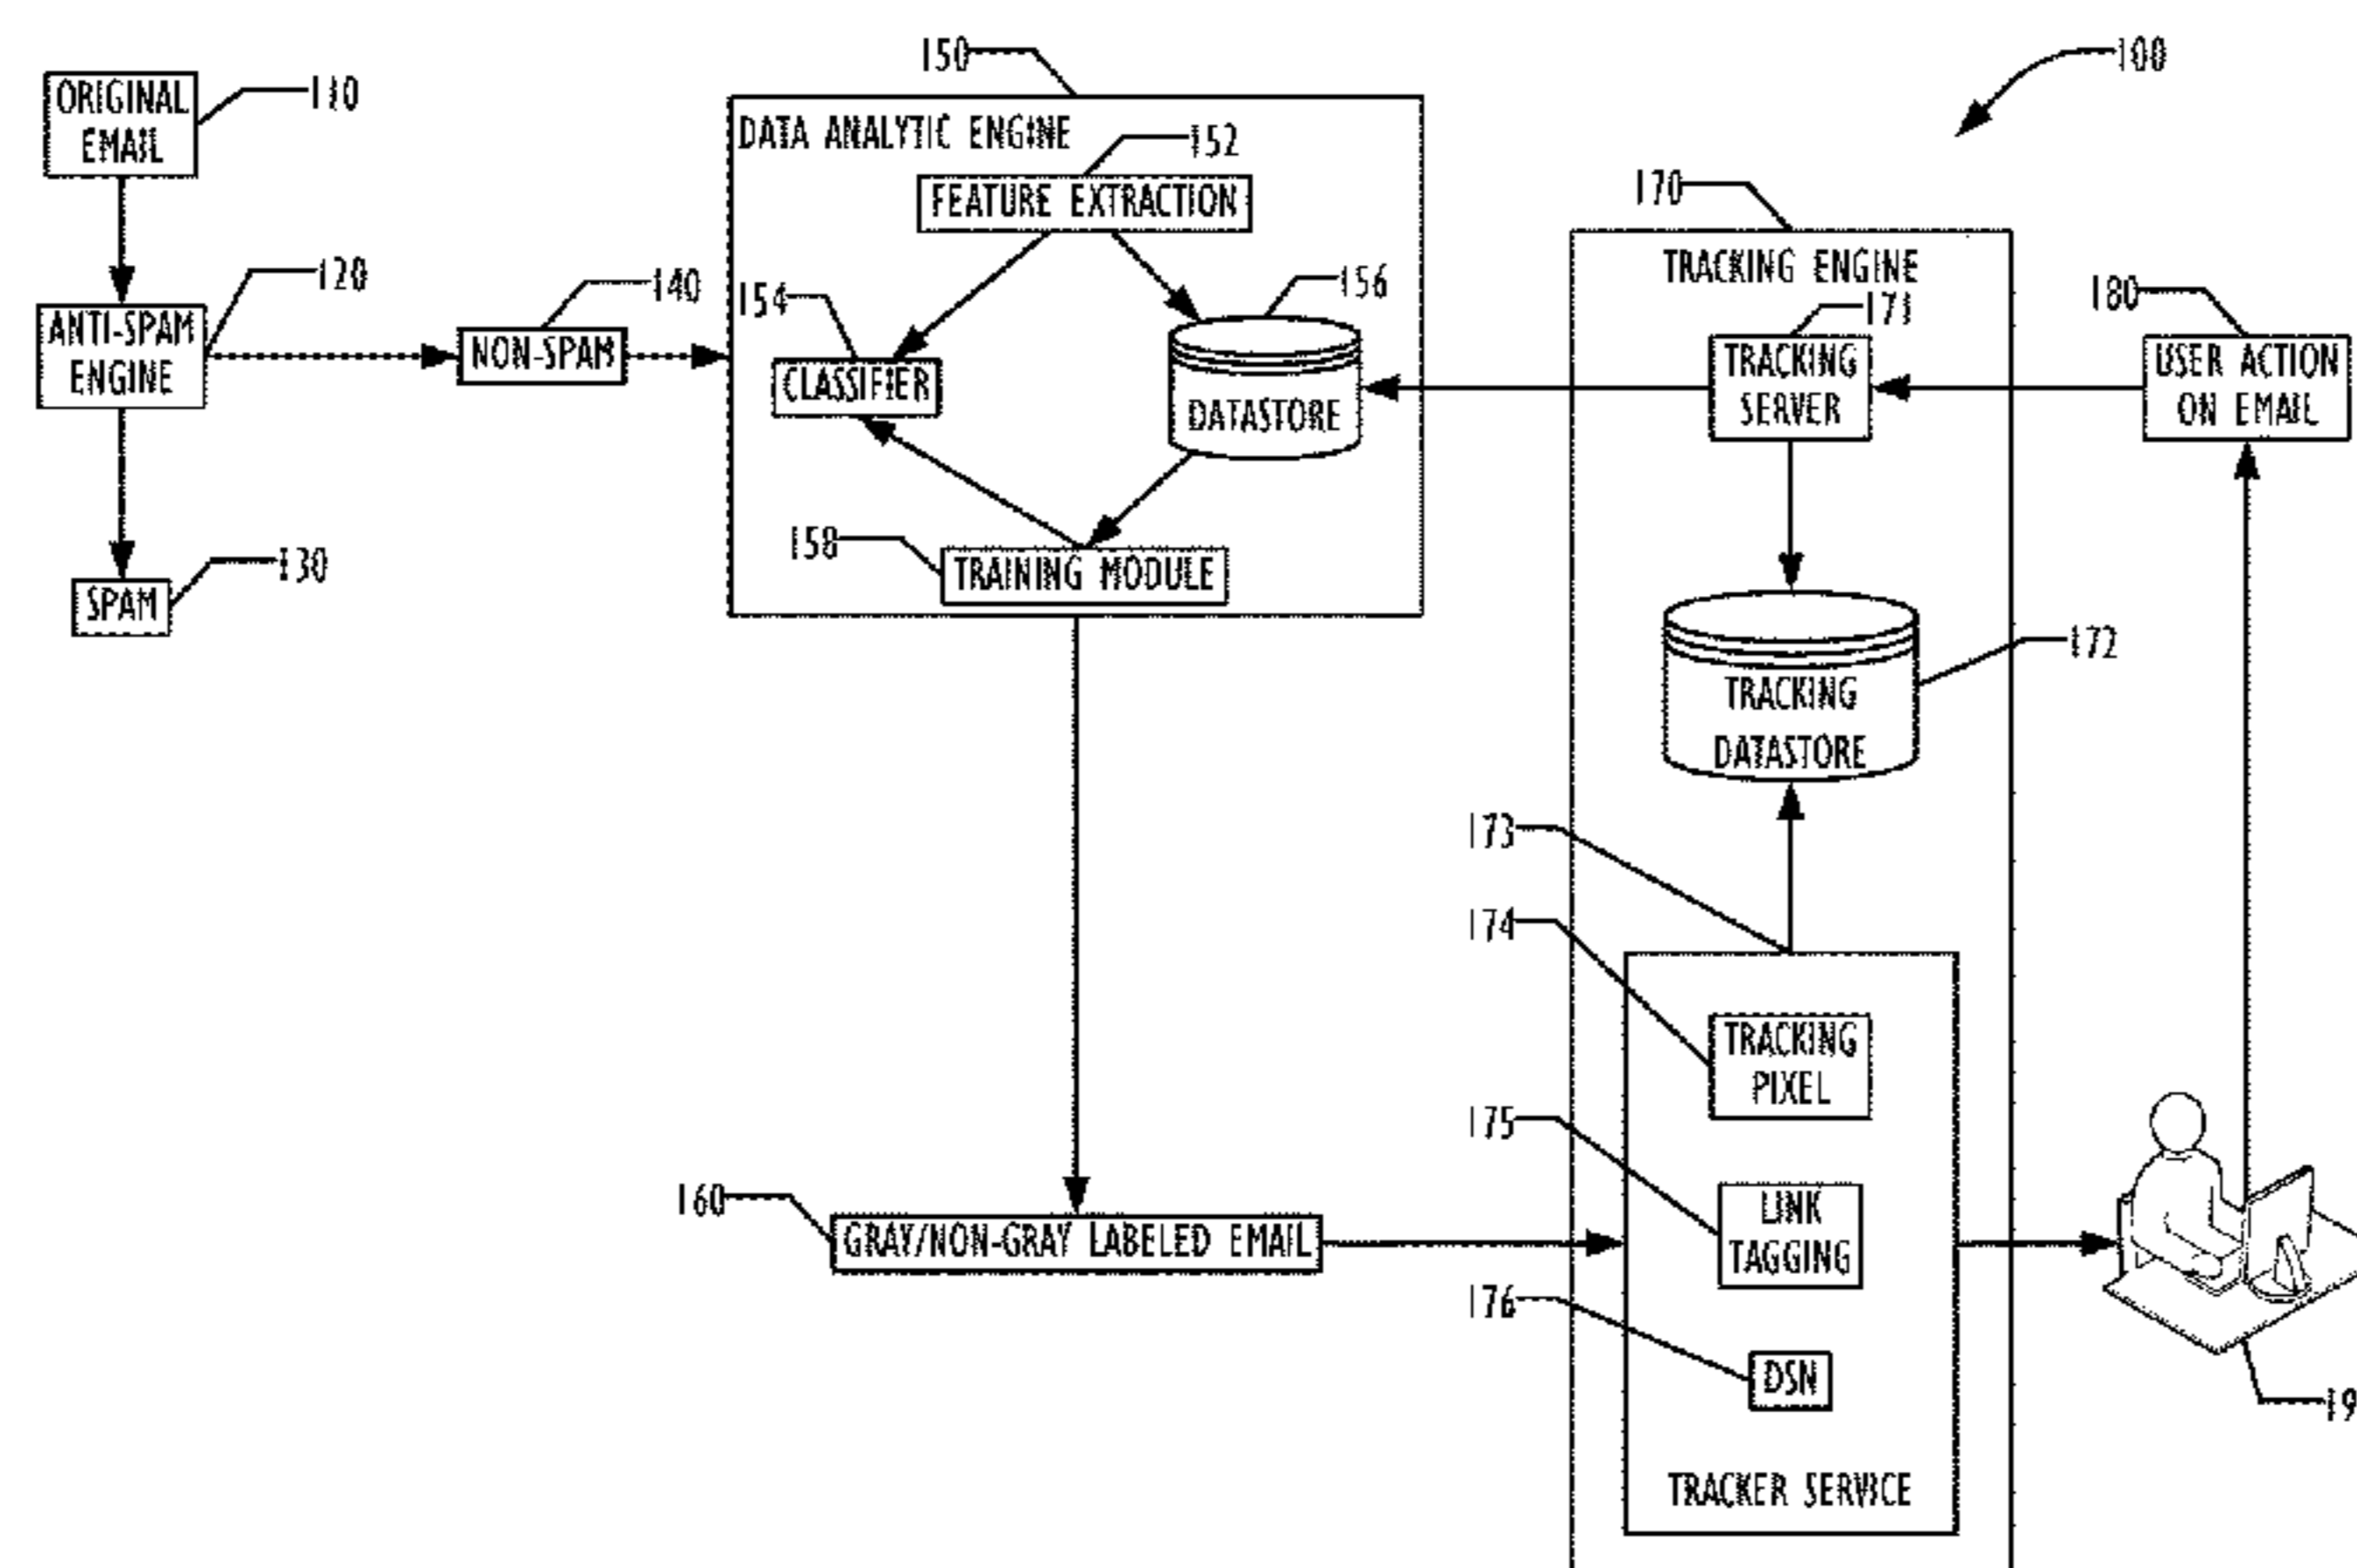 150
100
ORIGINAL
EMAIL
110
DATA ANALYTIC ENGINE
152
FEATURE EXTRACTION
170
TRACKING ENGINE
120
140
154
156
171
180
ANTI-SPAM
ENGINE
NON-SPAM
CLASSIFIER
DATASTORE
TRACKING
SERVER
USER ACTION
ON EMAIL
158
TRAINING MODULE
130
SPAM
172
TRACKING
DATASTORE
173
174
TRACKING
PIXEL
175
160
GRAY/NON-GRAY LABELED EMAIL
LINK
TAGGING
176
DSN
19
TRACKER SERVICE